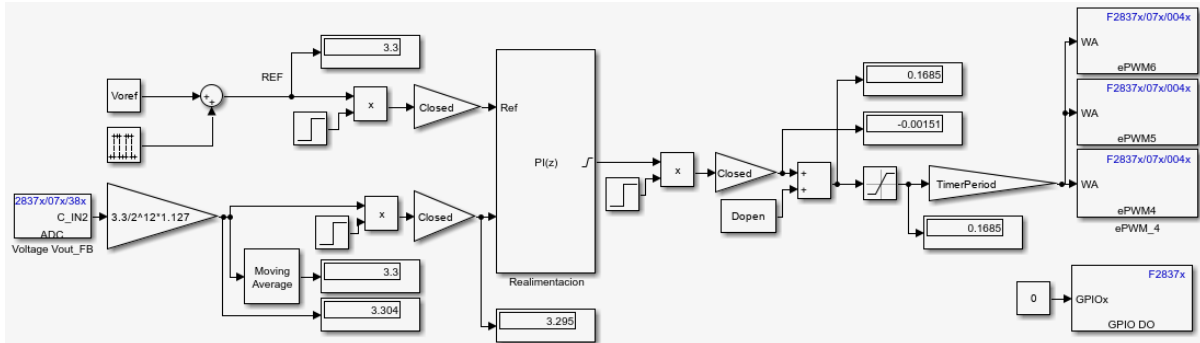 F2837x/07x/004x
WA
ePWM6
3.3
REF
Voref
+
+
x
Closed
Ref
0.1685
-0.00151
F2837x/07x/004x
WA
ePWM5
PI(z)
x
Closed
+
+
TimerPeriod
F2837x/07x/004x
WA
ePWM4
ePWM_4
2837x/07x/38x
C_IN2
ADC
Voltage Vout_FB
3.3/2^12*1.127
x
Closed
Dopen
0.1685
Moving
Average
3.3
3.304
Realimentacion
3.295
0
F2837x
GPIOx
GPIO DO